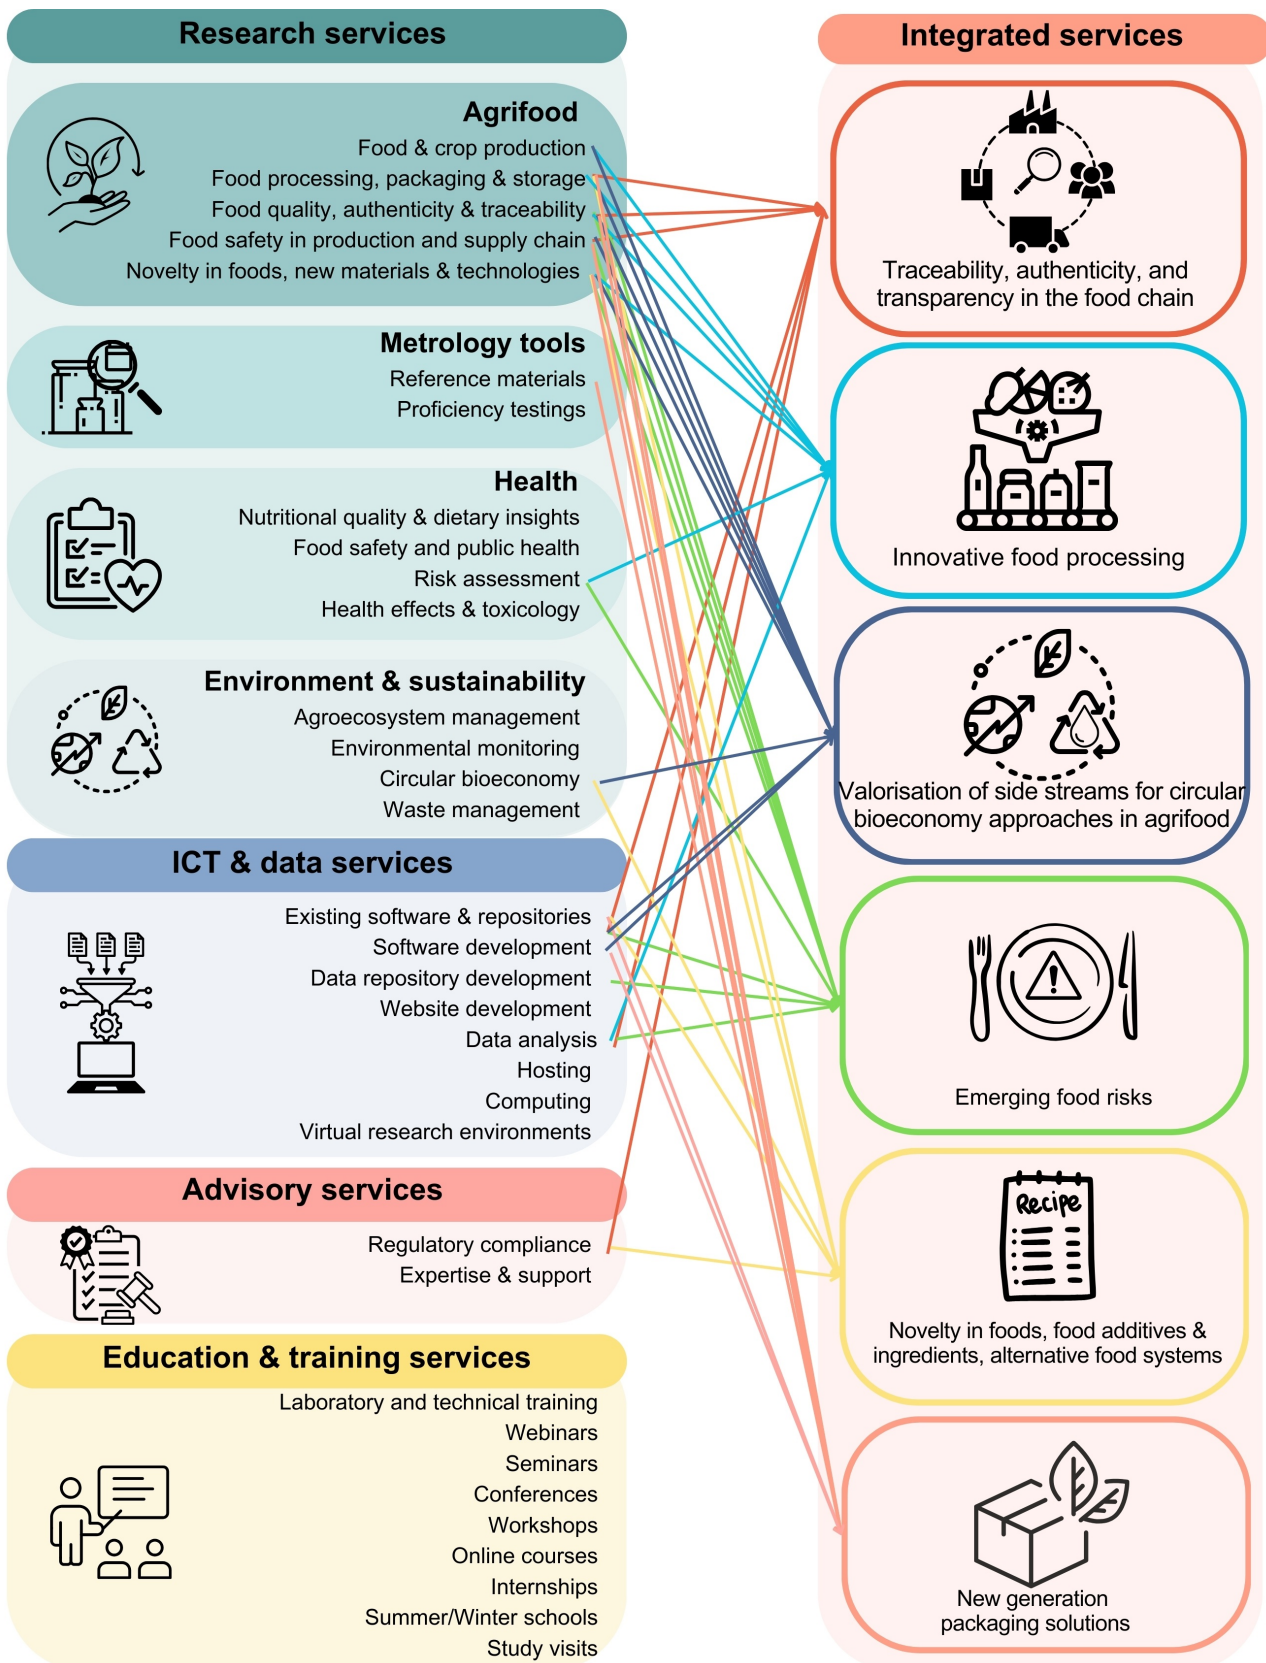 Research services
Agrifood
Food & crop production
Food processing, packaging & storage
Food quality, authenticity & traceability
Food safety in production and supply chain
Novelty in foods, new materials & technologies
Metrology tools
Reference materials
Proficiency testings
Health
Nutritional quality & dietary insights
Food safety and public health
Risk assessment
Health effects & toxicology
Environment & sustainability
Agroecosystem management
Environmental monitoring
Circular bioeconomy
Waste management
ICT & data services
Existing software & repositories
Software development
Data repository development
Website development
Data analysis
Hosting
Computing
Virtual research environments
Advisory services
Regulatory compliance
Expertise & support
Education & training services
Laboratory and technical training
Webinars
Seminars
Conferences
Workshops
Online courses
Internships
Summer/Winter schools
Study visits
Integrated services
Traceability, authenticity, and
transparency in the food chain
Innovative food processing
Valorisation of side streams for circular
bioeconomy approaches in agrifood
Emerging food risks
Recipe
Novelty in foods, food additives &
ingredients, alternative food systems
New generation
packaging solutions